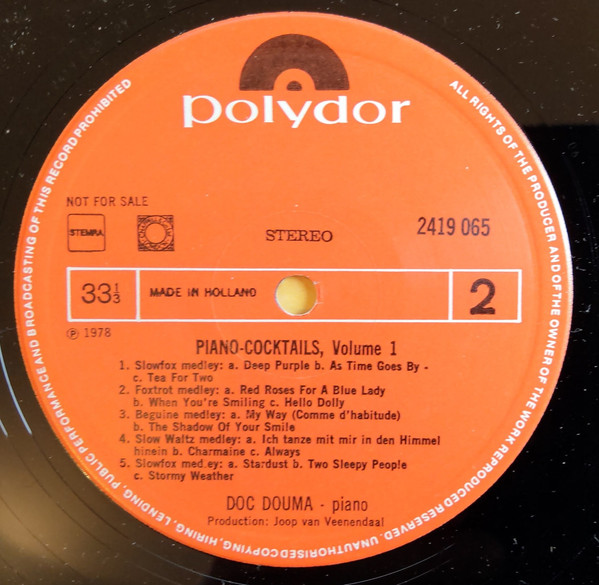 polydor
ALL RIGHTS OF THE PRODUCER AND OF THE OWNER OF THE WORK REPRODUCED RESERVED. UNAUTHORISED COPYING, HIRING, LENDING, PUBLIC PERFORMANCE AND BROADCASTING OF THIS RECORD PROHIBITED
NOT FOR SALE
STEMRA
STEREO
2419 065
33 1/3
MADE IN HOLLAND
2
Ⓟ 1978
PIANO-COCKTAILS, Volume 1
1. Slowfox medley: a. Deep Purple b. As Time Goes By -
c. Tea For Two
2. Foxtrot medley: a. Red Roses For A Blue Lady
b. When You're Smiling c. Hello Dolly
3. Beguine medley: a. My Way (Comme d'habitude)
b. The Shadow Of Your Smile
4. Slow Waltz medley: a. Ich tanze mit mir in den Himmel
hinein b. Charmaine c. Always
5. Slowfox medley: a. Stardust b. Two Sleepy People
c. Stormy Weather
DOC DOUMA - piano
Production: Joop van Veenendaal